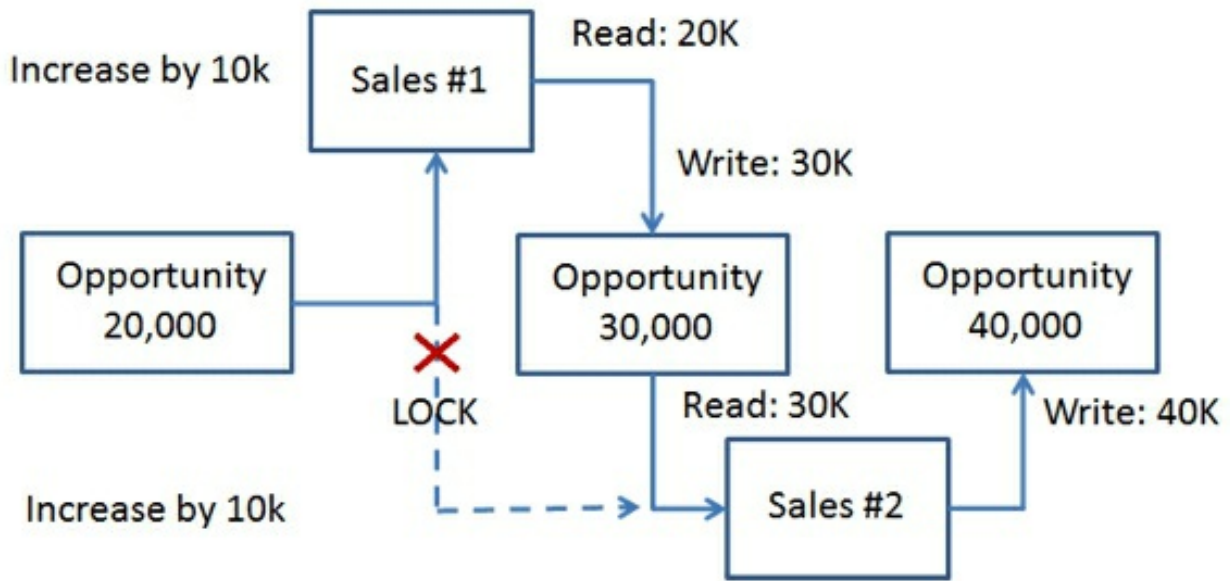 Increase by 10k
Sales #1
Read: 20K
Write: 30K
Opportunity
20,000
Opportunity
30,000
Opportunity
40,000
LOCK
Read: 30K
Write: 40K
Increase by 10k
Sales #2